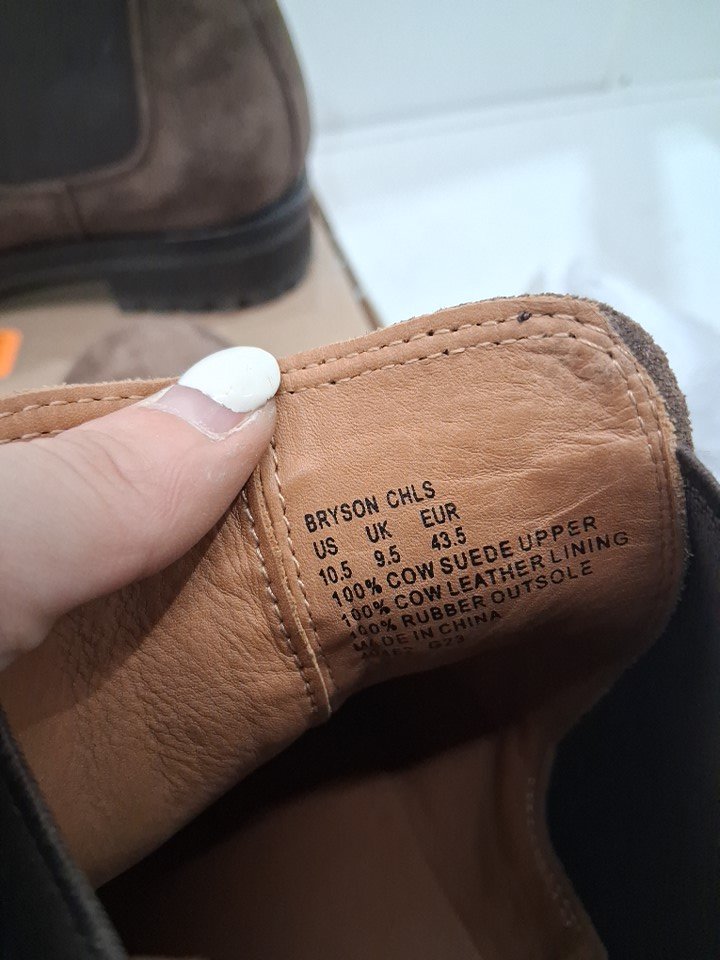 BRYSON CHLS
US UK EUR
10.5 9.5 43.5
100% COW SUEDE UPPER
100% COW LEATHER LINING
100% RUBBER OUTSOLE
MADE IN CHINA
G23